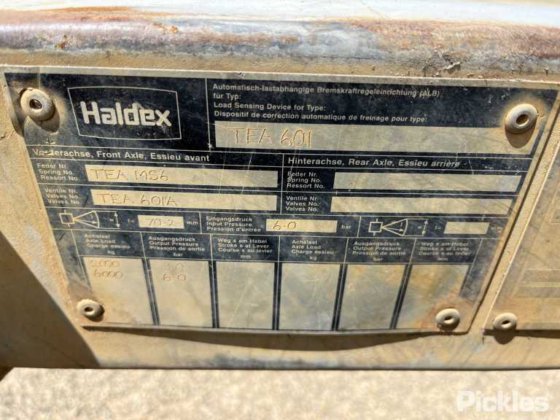 Haldex
Automatisch-lastabhängige Bremskraftregeleinrichtung (ALB)
für Typ:
Load Sensing Device for Type:
Dispositif de correction automatique de freinage pour type:
TEA 601
Vorderachse, Front Axle, Essieu avant
Hinterachse, Rear Axle, Essieu arrière
Feder Nr.
Spring No.
Ressort No.
TEA 1456
Feder Nr.
Spring No.
Ressort No.
Ventile Nr.
Valve No.
Valves No.
TEA 601A
Ventile Nr.
Valves No.
Valves No.
mm
Eingangsdruck
Input Pressure
Pression d'entrée
6.0
bar
Achslast
Axle Load
Charge essieu
Ausgangsdruck
Output Pressure
Pression de sortie
bar
Weg s am Hebel
Stroke s at Lever
Course s au levier
mm
Achslast
Axle Load
Charge essieu
kg
Ausgangsdruck
Output Pressure
Pression de sortie
bar
Weg s am Hebel
Stroke s at Lever
Course s au levier
mm
6000
6.0
Pickles